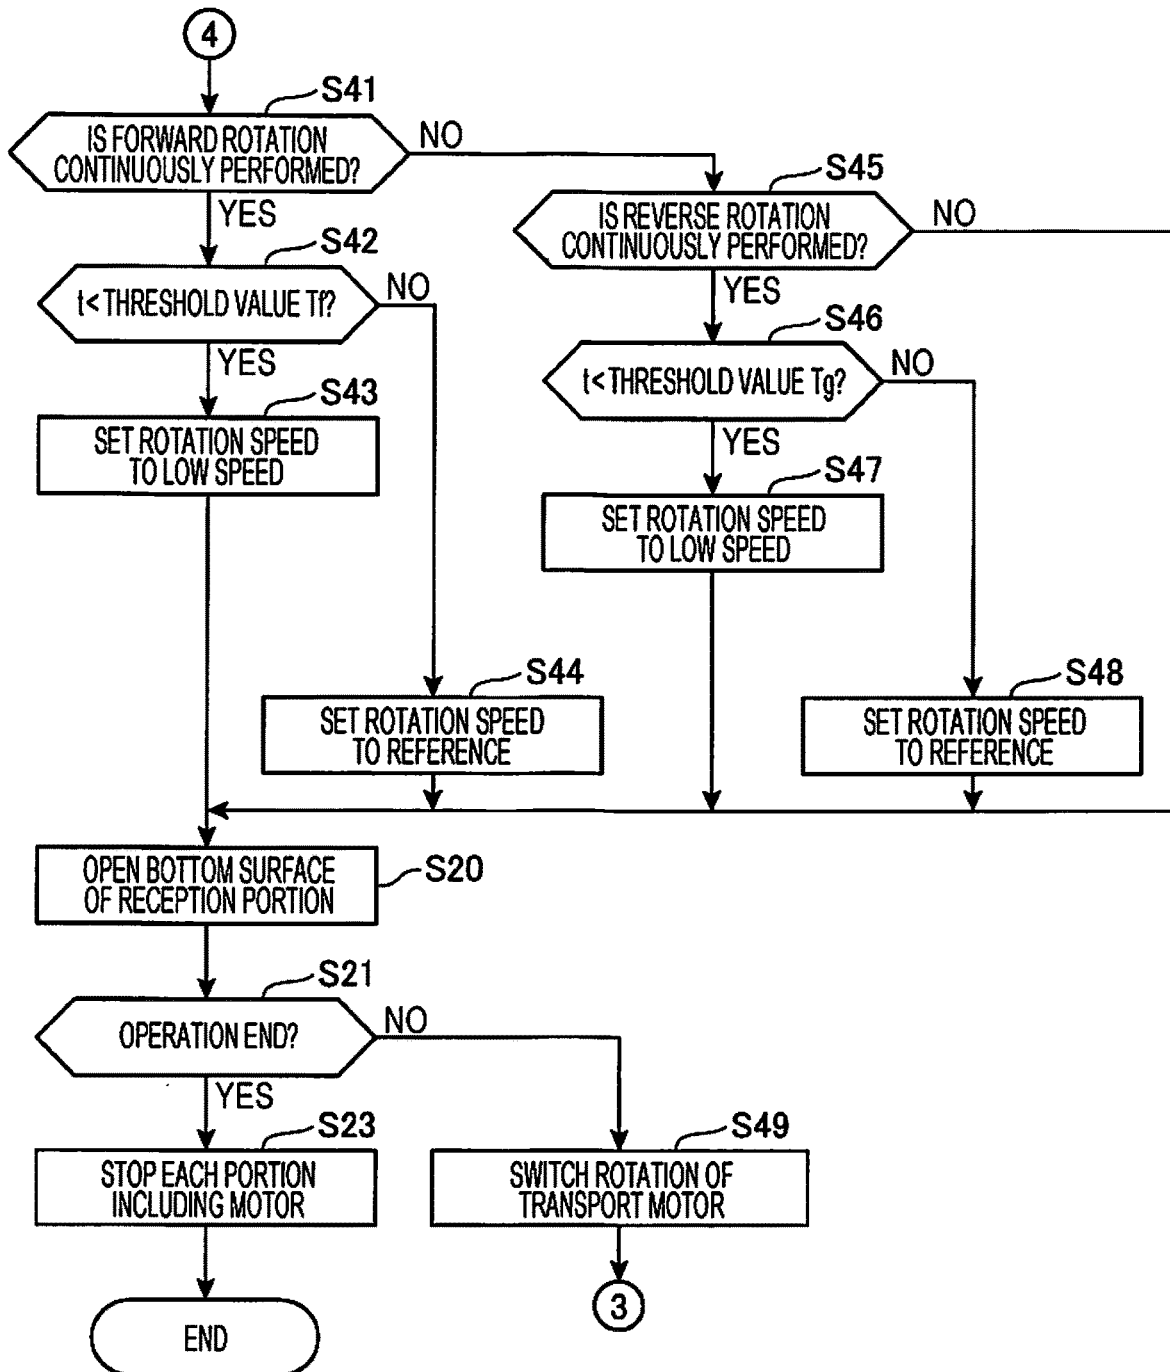 4
S41
IS FORWARD ROTATION
CONTINUOUSLY PERFORMED?
NO
YES
S45
IS REVERSE ROTATION
CONTINUOUSLY PERFORMED?
NO
YES
S42
t< THRESHOLD VALUE Tf?
NO
YES
S46
t< THRESHOLD VALUE Tg?
NO
YES
S43
SET ROTATION SPEED
TO LOW SPEED
S47
SET ROTATION SPEED
TO LOW SPEED
S44
SET ROTATION SPEED
TO REFERENCE
S48
SET ROTATION SPEED
TO REFERENCE
S20
OPEN BOTTOM SURFACE
OF RECEPTION PORTION
S21
OPERATION END?
NO
YES
S23
STOP EACH PORTION
INCLUDING MOTOR
S49
SWITCH ROTATION OF
TRANSPORT MOTOR
3
END